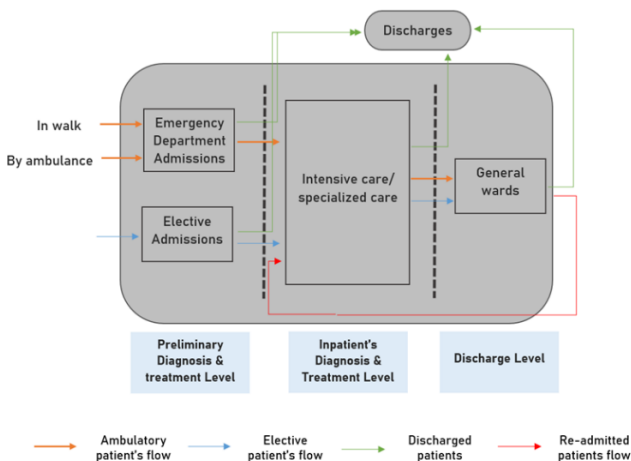 Discharges
In walk
By ambulance
Emergency
Department
Admissions
Elective
Admissions
Intensive care/
specialized care
General
wards
Preliminary
Diagnosis &
treatment Level
Inpatient's
Diagnosis &
Treatment Level
Discharge Level
Ambulatory
patient's flow
Elective
patient's flow
Discharged
patients
Re-admitted
patients flow